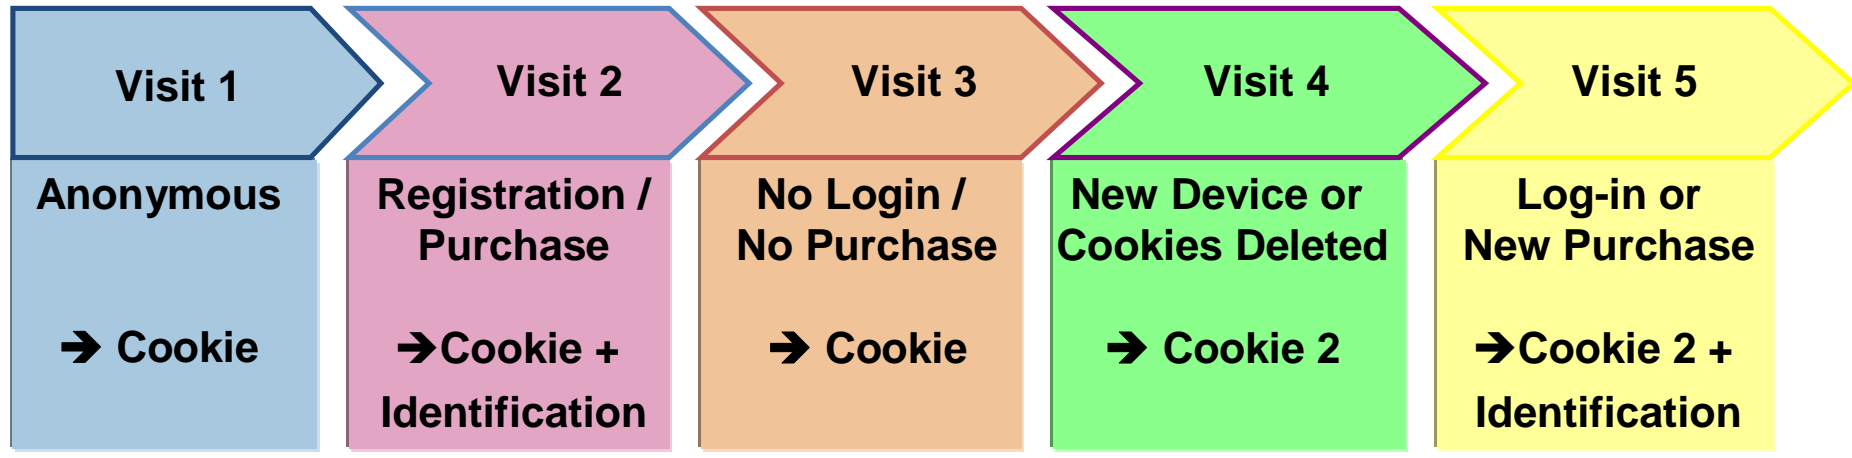 Visit 1
Anonymous
➔ Cookie
Visit 2
Registration /
Purchase
➔Cookie +
Identification
Visit 3
No Login /
No Purchase
➔ Cookie
Visit 4
New Device or
Cookies Deleted
➔ Cookie 2
Visit 5
Log-in or
New Purchase
➔Cookie 2 +
Identification